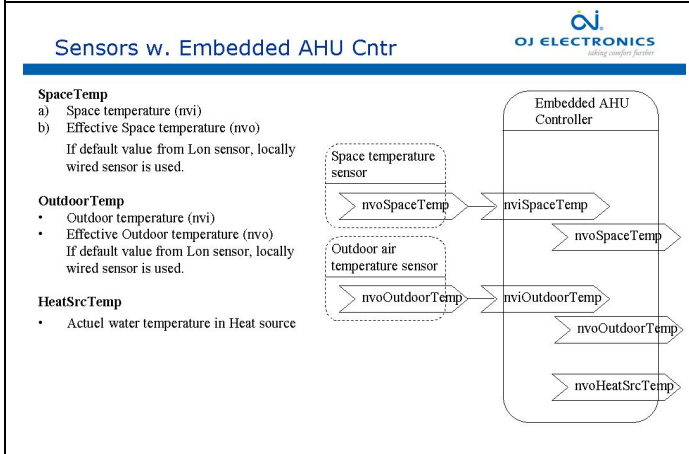 Sensors w. Embedded AHU Cntr
OJ ELECTRONICS
taking comfort further
SpaceTemp
a) Space temperature (nvi)
b) Effective Space temperature (nvo)
If default value from Lon sensor, locally
wired sensor is used.
OutdoorTemp
• Outdoor temperature (nvi)
• Effective Outdoor temperature (nvo)
If default value from Lon sensor, locally
wired sensor is used.
HeatSrcTemp
• Actuel water temperature in Heat source
Embedded AHU
Controller
Space temperature
sensor
nvoSpaceTemp
nviSpaceTemp
nvoSpaceTemp
Outdoor air
temperature sensor
nvoOutdoorTemp
nviOutdoorTemp
nvoOutdoorTemp
nvoHeatSrcTemp